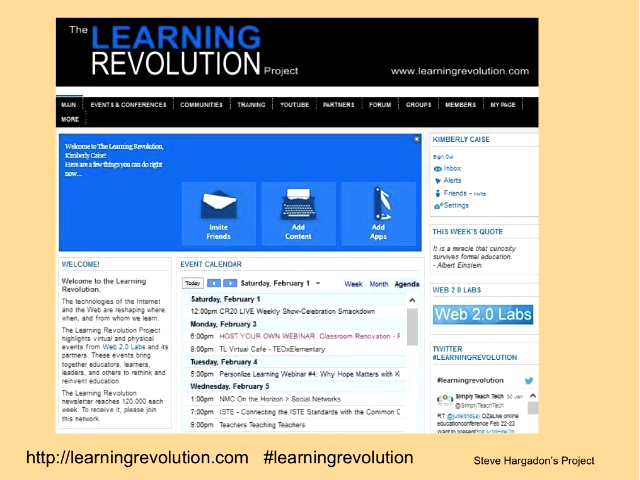 The LEARNING
REVOLUTION Project
www.learningrevolution.com
MAIN EVENTS & CONFERENCES COMMUNITIES TRAINING YOUTUBE PARTNERS FORUM GROUPS MEMBERS MY PAGE
MORE
Welcome to The Learning Revolution,
Kimberly Caise!
Here are a few things you can do right
now...
Invite
Friends
Add
Content
Add
Apps
KIMBERLY CAISE
Sign Out
Inbox
Alerts
Friends – Invite
Settings
THIS WEEK'S QUOTE
It is a miracle that curiosity
survives formal education.
- Albert Einstein
WEB 2.0 LABS
Web 2.0 Labs
TWITTER
#LEARNINGREVOLUTION
#learningrevolution
Simply Teach Tech 30 Jan
@SimplyTeachTech
RT @julielindsay OZeLive online
educationconference Feb 22-23
WELCOME!
Welcome to the Learning
Revolution.
The technologies of the Internet
and the Web are reshaping where,
when, and from whom we learn.
The Learning Revolution Project
highlights virtual and physical
events from Web 2.0 Labs and its
partners. These events bring
together educators, learners,
leaders, and others to rethink and
reinvent education
The Learning Revolution
newsletter reaches 120,000 each
week. To receive it, please join
this network.
EVENT CALENDAR
Today Saturday, February 1 Week Month Agenda
Saturday, February 1
12:00pm CR20 LIVE Weekly Show-Celebration Smackdown
Monday, February 3
6:00pm HOST YOUR OWN WEBINAR Classroom Renovation - F
8:00pm TL Virtual Cafe - TEDxElementary
Tuesday, February 4
5:00pm Personlize Learning Webinar #4: Why Hope Matters with K
Wednesday, February 5
1:00pm NMC On the Horizon > Social Networks
7:00pm ISTE - Connecting the ISTE Standards with the Common C
9:00pm Teachers Teaching Teachers
http://learningrevolution.com #learningrevolution
Steve Hargadon's Project